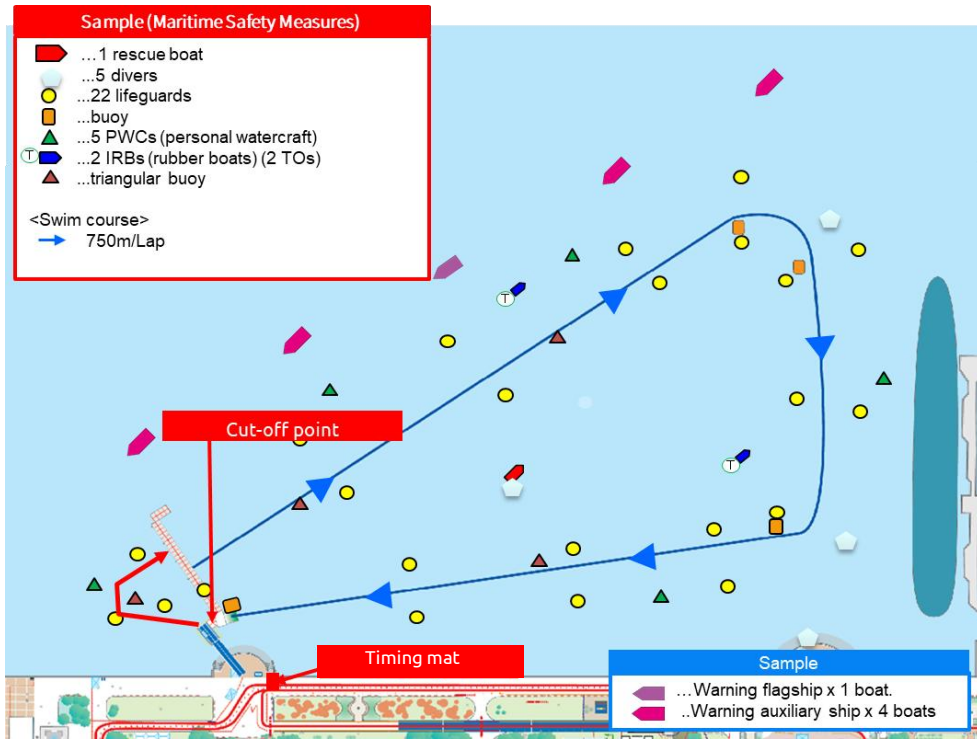 Sample (Maritime Safety Measures)
…1 rescue boat
...5 divers
...22 lifeguards
...buoy
...5 PWCs (personal watercraft)
T ...2 IRBs (rubber boats) (2 TOs)
...triangular buoy
<Swim course>
750m/Lap
T
Cut-off point
T
Timing mat
Sample
…Warning flagship x 1 boat.
..Warning auxiliary ship x 4 boats